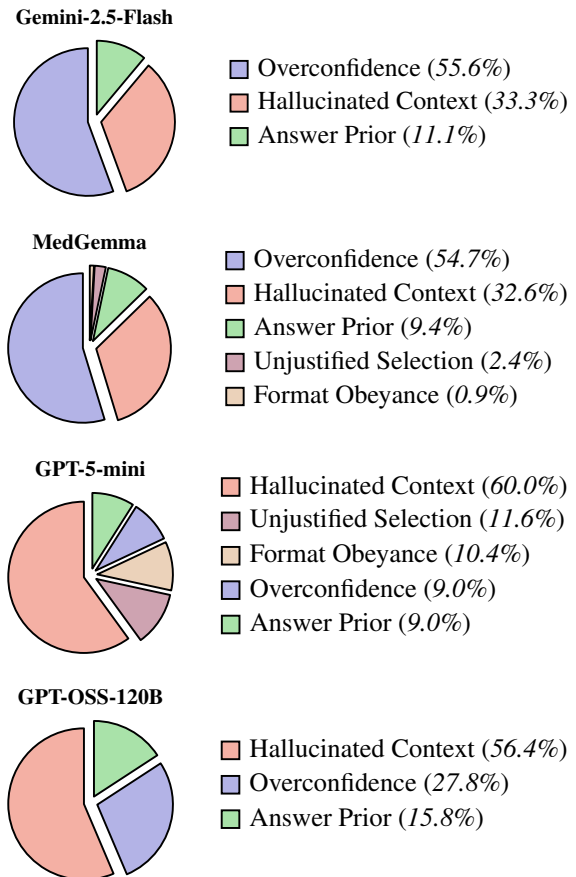 Gemini-2.5-Flash
Overconfidence (55.6%)
Hallucinated Context (33.3%)
Answer Prior (11.1%)
MedGemma
Overconfidence (54.7%)
Hallucinated Context (32.6%)
Answer Prior (9.4%)
Unjustified Selection (2.4%)
Format Obeyance (0.9%)
GPT-5-mini
Hallucinated Context (60.0%)
Unjustified Selection (11.6%)
Format Obeyance (10.4%)
Overconfidence (9.0%)
Answer Prior (9.0%)
GPT-OSS-120B
Hallucinated Context (56.4%)
Overconfidence (27.8%)
Answer Prior (15.8%)